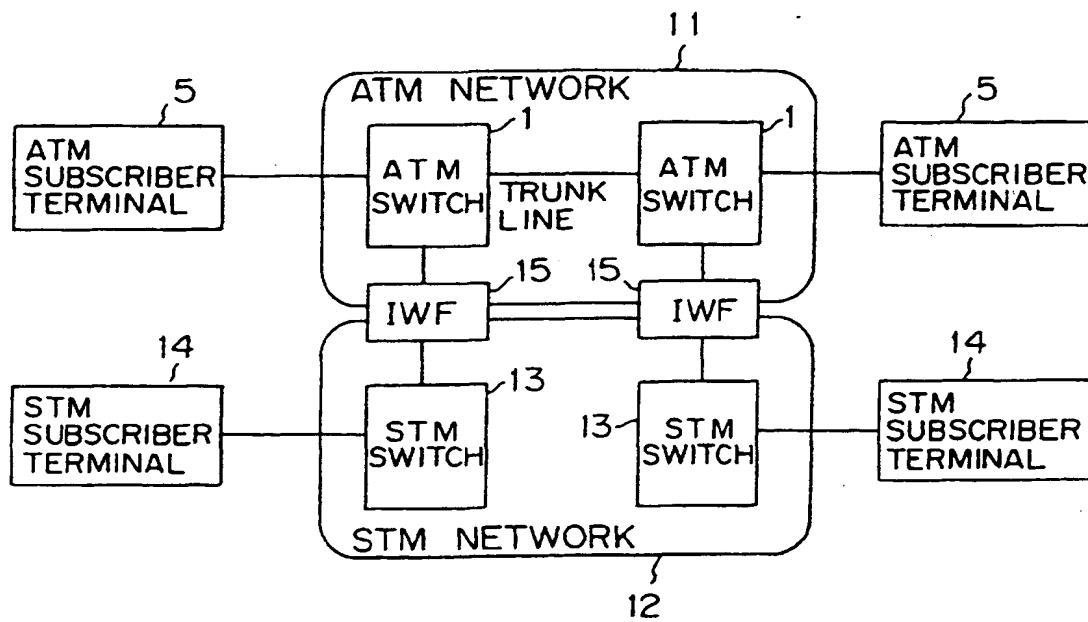 11
ATM NETWORK
5
ATM
SUBSCRIBER
TERMINAL
1
ATM
SWITCH
TRUNK
LINE
1
ATM
SWITCH
5
ATM
SUBSCRIBER
TERMINAL
15
IWF
15
IWF
14
STM
SUBSCRIBER
TERMINAL
13
STM
SWITCH
13
STM
SWITCH
14
STM
SUBSCRIBER
TERMINAL
STM NETWORK
12